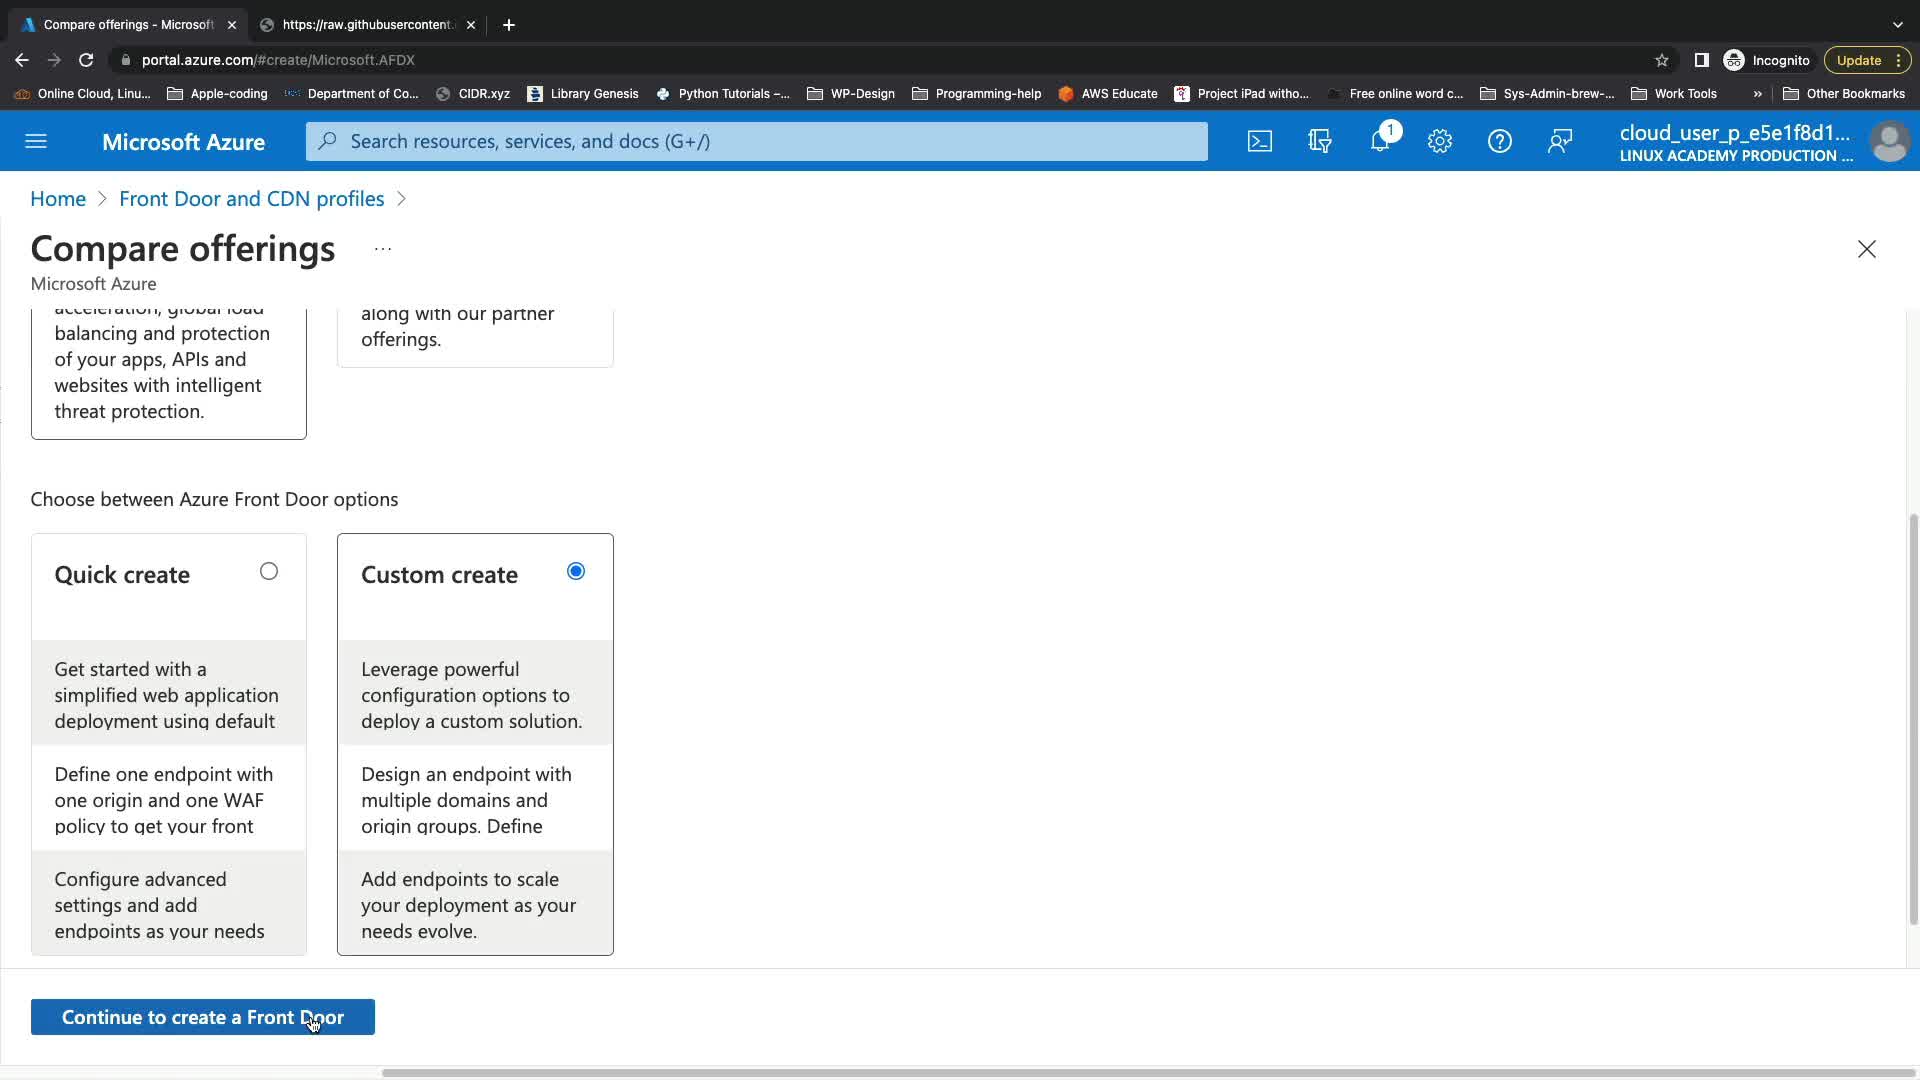 Compare offerings - Microsoft
https://raw.githubusercontent.
portal.azure.com/#create/Microsoft.AFDX
Incognito
Update
Online Cloud, Linu...
Apple-coding
Department of Co...
CIDR.xyz
Library Genesis
Python Tutorials –...
WP-Design
Programming-help
AWS Educate
Project iPad witho...
Free online word c...
Sys-Admin-brew-...
Work Tools
»
Other Bookmarks
Microsoft Azure
Search resources, services, and docs (G+/)
1
cloud_user_p_e5e1f8d1...
LINUX ACADEMY PRODUCTION ...
Home > Front Door and CDN profiles >
Compare offerings ...
Microsoft Azure
acceleration, global load
balancing and protection
of your apps, APIs and
websites with intelligent
threat protection.
along with our partner
offerings.
Choose between Azure Front Door options
Quick create
Get started with a
simplified web application
deployment using default
Define one endpoint with
one origin and one WAF
policy to get your front
Configure advanced
settings and add
endpoints as your needs
Custom create
Leverage powerful
configuration options to
deploy a custom solution.
Design an endpoint with
multiple domains and
origin groups. Define
Add endpoints to scale
your deployment as your
needs evolve.
Continue to create a Front Door